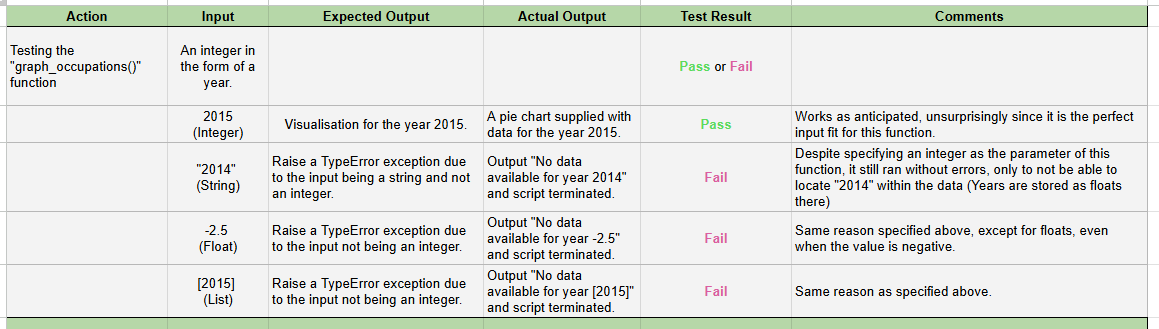 Action Input Expected Output Actual Output Test Result Comments
Testing the
"graph_occupations()"
function
An integer in
the form of a
year.
Pass or Fail
2015
(Integer)
Visualisation for the year 2015.
A pie chart supplied with
data for the year 2015.
Pass
Works as anticipated, unsurprisingly since it is the perfect
input fit for this function.
"2014"
(String)
Raise a TypeError exception due
to the input being a string and not
an integer.
Output "No data
available for year 2014"
and script terminated.
Fail
Despite specifying an integer as the parameter of this
function, it still ran without errors, only to not be able to
locate "2014" within the data (Years are stored as floats
there)
-2.5
(Float)
Raise a TypeError exception due
to the input not being an integer.
Output "No data
available for year -2.5"
and script terminated.
Fail
Same reason specified above, except for floats, even
when the value is negative.
[2015]
(List)
Raise a TypeError exception due
to the input not being an integer.
Output "No data
available for year [2015]"
and script terminated.
Fail
Same reason as specified above.